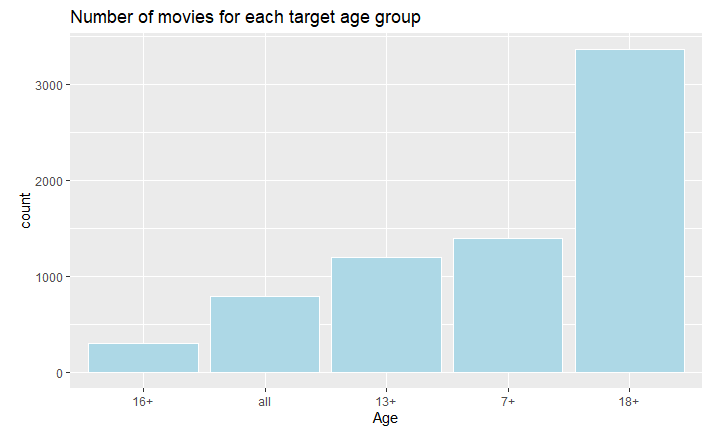 Number of movies for each target age group
3000
2000
1000
0
count
16+ all 13+ 7+ 18+
Age